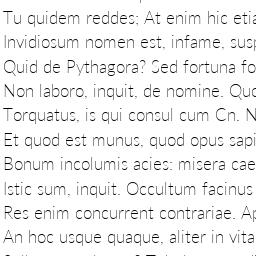 Tu quidem reddes; At enim hic etia
Invidiosum nomen est, infame, susp
Quid de Pythagora? Sed fortuna fo
Non laboro, inquit, de nomine. Quo
Torquatus, is qui consul cum Cn. N
Et quod est munus, quod opus sapi
Bonum incolumis acies: misera cae
Istic sum, inquit. Occultum facinus
Res enim concurrent contrariae. Ap
An hoc usque quaque, aliter in vita